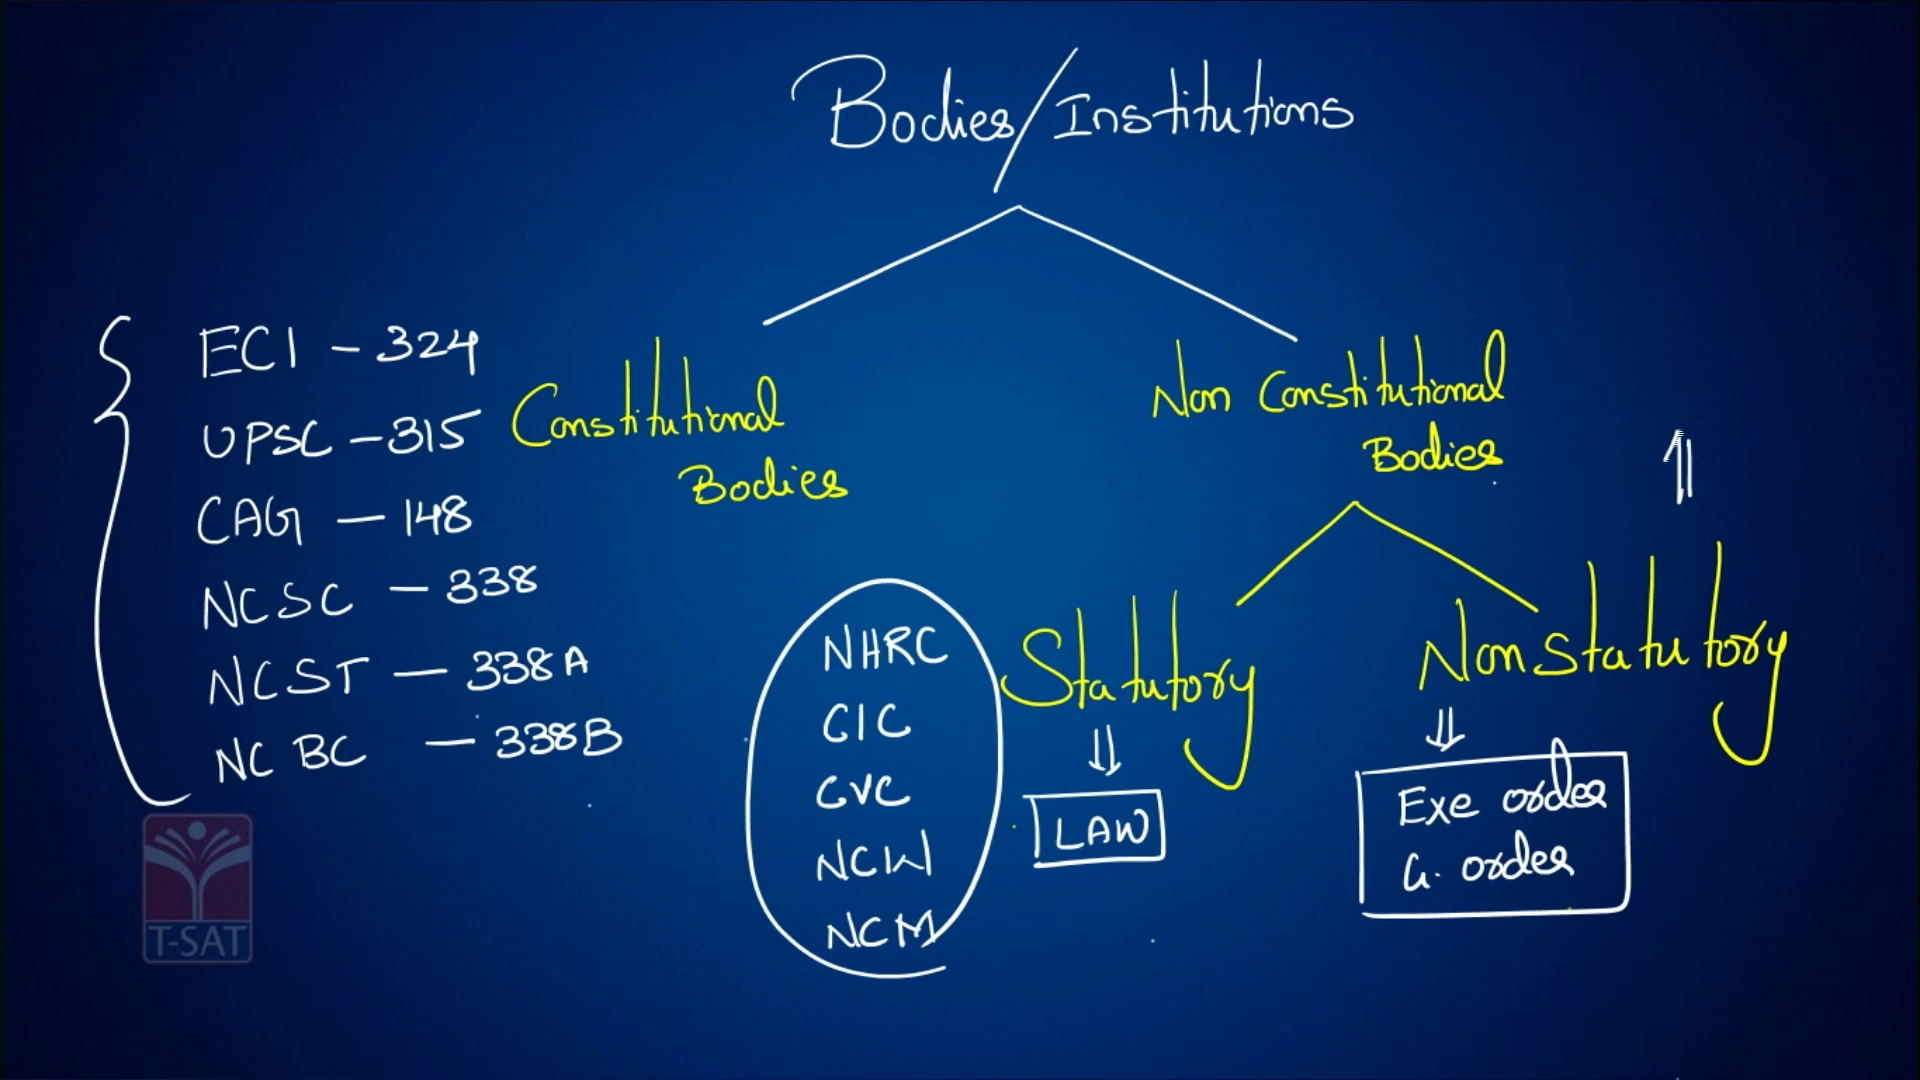 Bodies/Institutions
ECI - 324
UPSC - 315
CAG - 148
NCSC - 338
NCST - 338A
NCBC - 338B
Constitutional
Bodies
Non Constitutional
Bodies
NHRC
CIC
CVC
NCW
NCM
Statutory
LAW
Non Statutory
Exe order
G. order
T-SAT